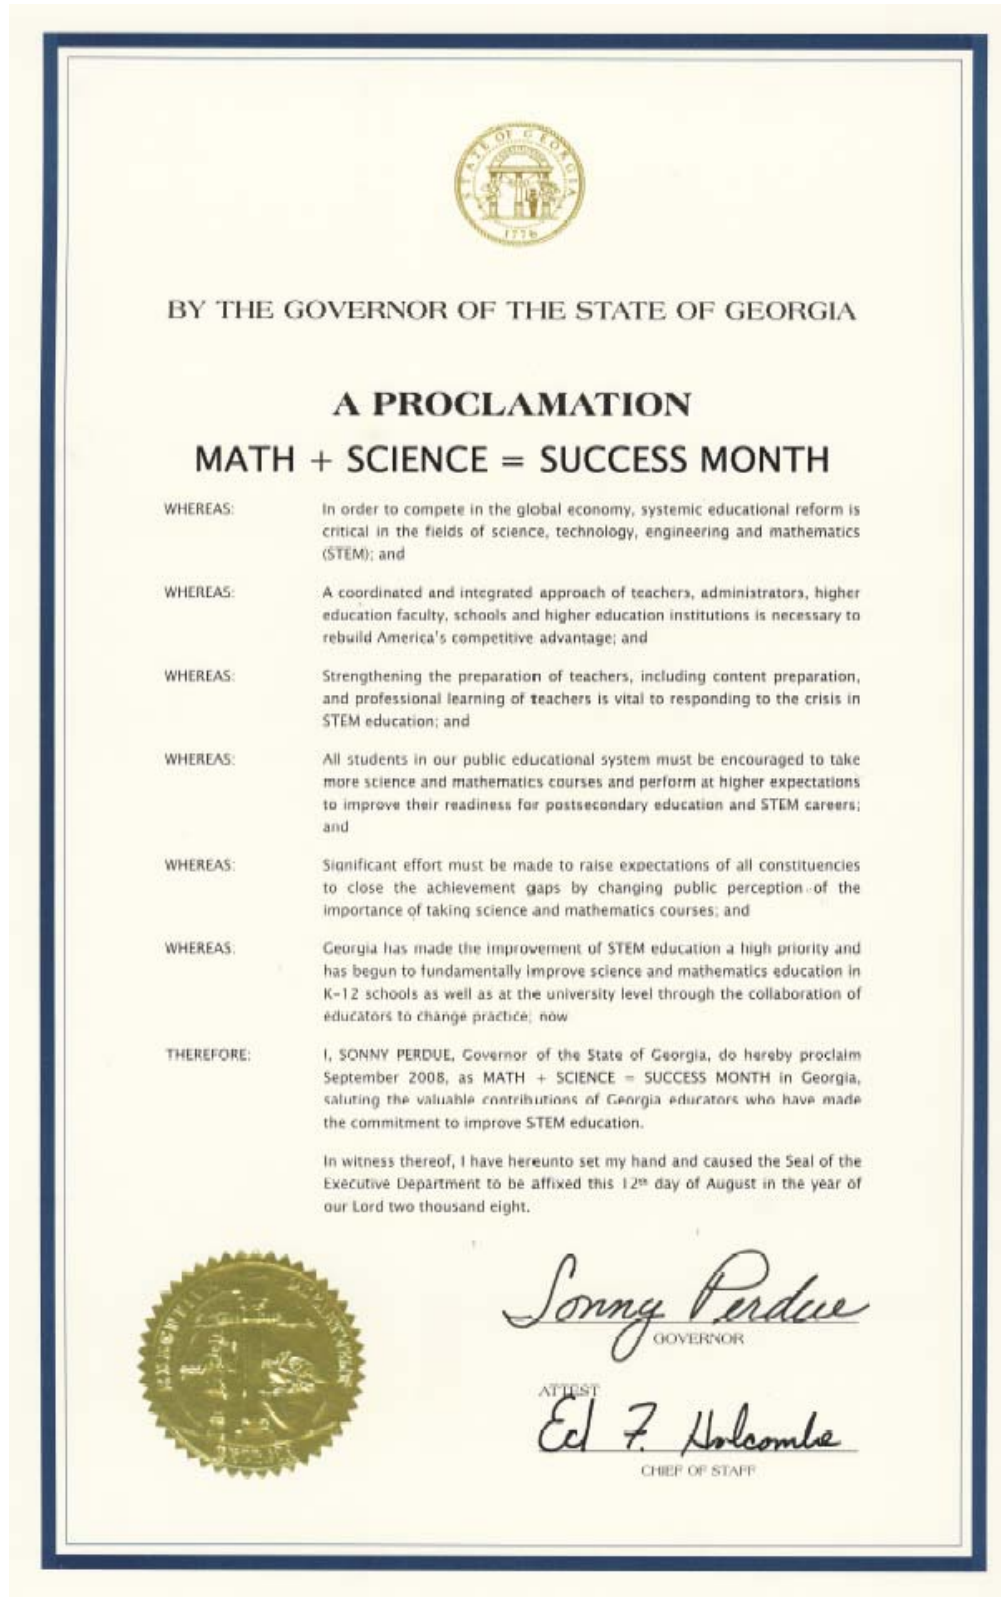 STATE OF GEORGIA
CONSTITUTION
1776
BY THE GOVERNOR OF THE STATE OF GEORGIA
A PROCLAMATION
MATH + SCIENCE = SUCCESS MONTH
WHEREAS: In order to compete in the global economy, systemic educational reform is
critical in the fields of science, technology, engineering and mathematics
(STEM); and
WHEREAS: A coordinated and integrated approach of teachers, administrators, higher
education faculty, schools and higher education institutions is necessary to
rebuild America's competitive advantage; and
WHEREAS: Strengthening the preparation of teachers, including content preparation,
and professional learning of teachers is vital to responding to the crisis in
STEM education; and
WHEREAS: All students in our public educational system must be encouraged to take
more science and mathematics courses and perform at higher expectations
to improve their readiness for postsecondary education and STEM careers;
and
WHEREAS: Significant effort must be made to raise expectations of all constituencies
to close the achievement gaps by changing public perception of the
importance of taking science and mathematics courses; and
WHEREAS: Georgia has made the improvement of STEM education a high priority and
has begun to fundamentally improve science and mathematics education in
K-12 schools as well as at the university level through the collaboration of
educators to change practice; now
THEREFORE: I, SONNY PERDUE, Governor of the State of Georgia, do hereby proclaim
September 2008, as MATH + SCIENCE = SUCCESS MONTH in Georgia,
saluting the valuable contributions of Georgia educators who have made
the commitment to improve STEM education.
In witness thereof, I have hereunto set my hand and caused the Seal of the
Executive Department to be affixed this 12th day of August in the year of
our Lord two thousand eight.
Sonny Perdue
GOVERNOR
ATTEST
Ed F. Holcombe
CHIEF OF STAFF